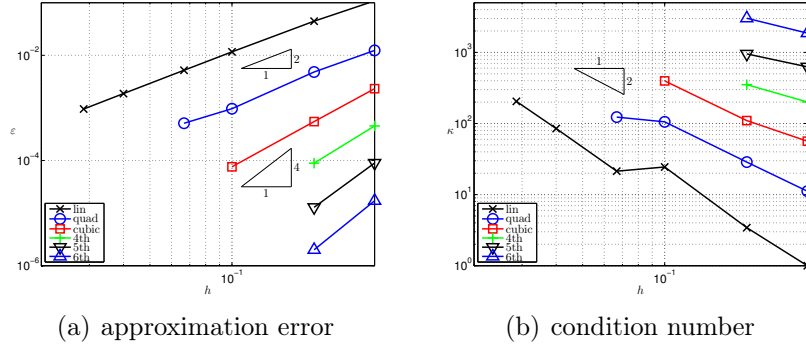 10^-2
10^-4
10^-6
ε
2
1
4
1
lin
quad
cubic
4th
5th
6th
10^-1
h
(a) approximation error
10^3
10^2
10^1
10^0
κ
1
2
lin
quad
cubic
4th
5th
6th
10^-1
h
(b) condition number